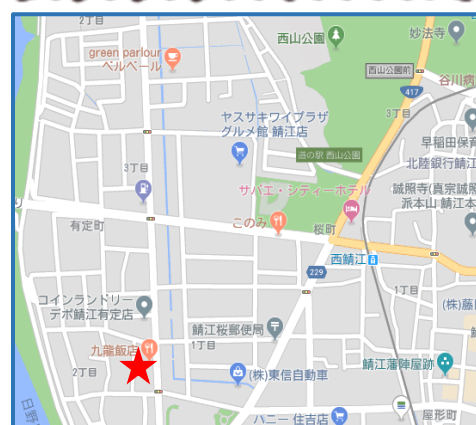 2丁目
西山公園
妙法寺
green parlour
ベルベール
西山公園前
谷川病
417
ヤスサキワイプラザ
グルメ館 鯖江店
3丁目
早稲田保育
道の駅 西山公園
北陸銀行鯖江
3丁目
サバエ・シティーホテル
誠照寺(真宗誠照
派本山 鯖江本
有定町
このみ
桜町
西鯖江
229
1丁目
コインランドリー
デポ鯖江有定店
(株)藤
鯖江桜郵便局
九龍飯店
1丁目
鯖江藩陣屋跡
2丁目
(株)東信自動車
日野
ハニー 住吉店
屋形町